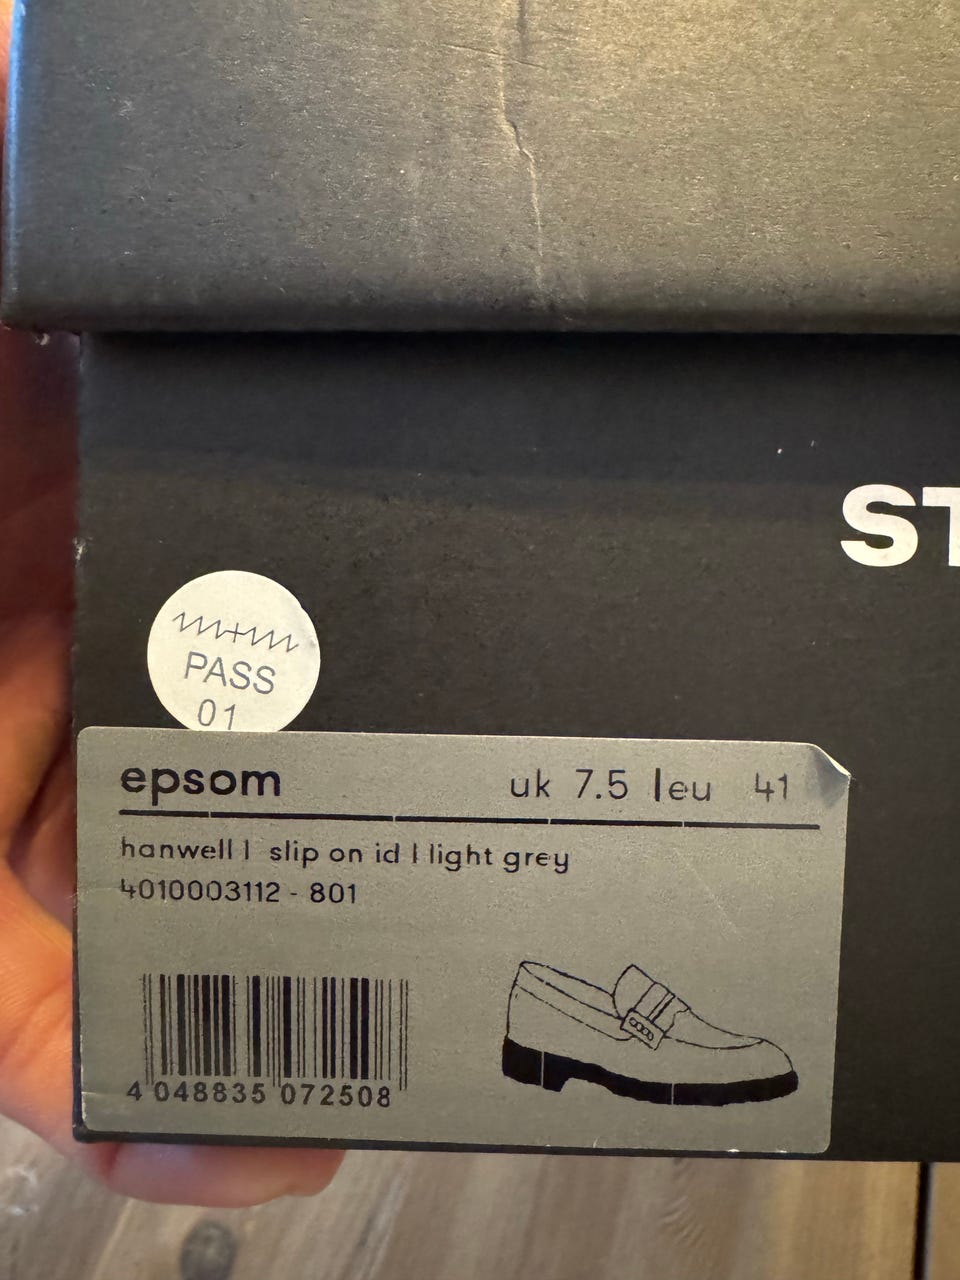 ST
PASS
01
epsom uk 7.5 | eu 41
hanwell | slip on id | light grey
4010003112 - 801
4 048835 072508